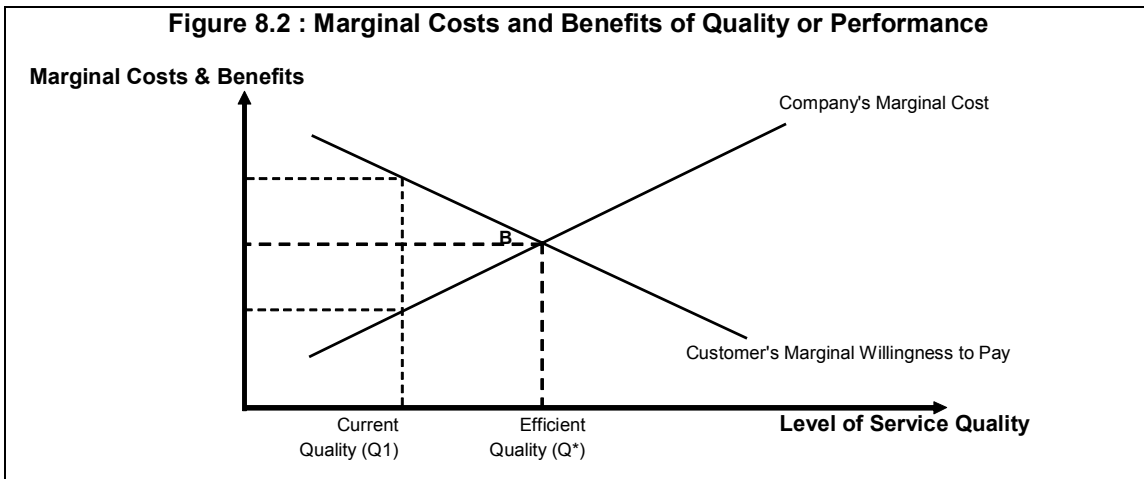 Figure 8.2 : Marginal Costs and Benefits of Quality or Performance
Marginal Costs & Benefits
Company's Marginal Cost
B
Customer's Marginal Willingness to Pay
Current
Quality (Q1)
Efficient
Quality (Q*)
Level of Service Quality